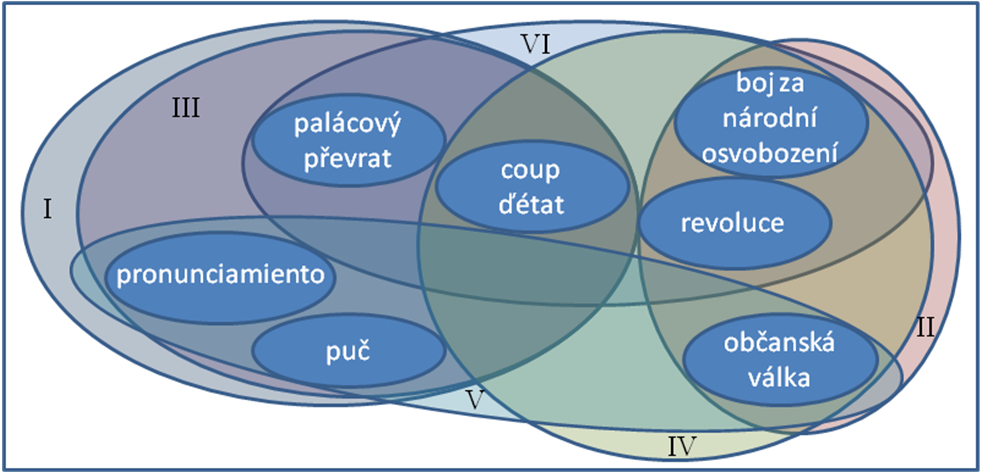 VI
III
I
palácový
převrat
coup
ďétat
boj za
národní
osvobození
revoluce
pronunciamiento
puč
občanská
válka
II
V
IV